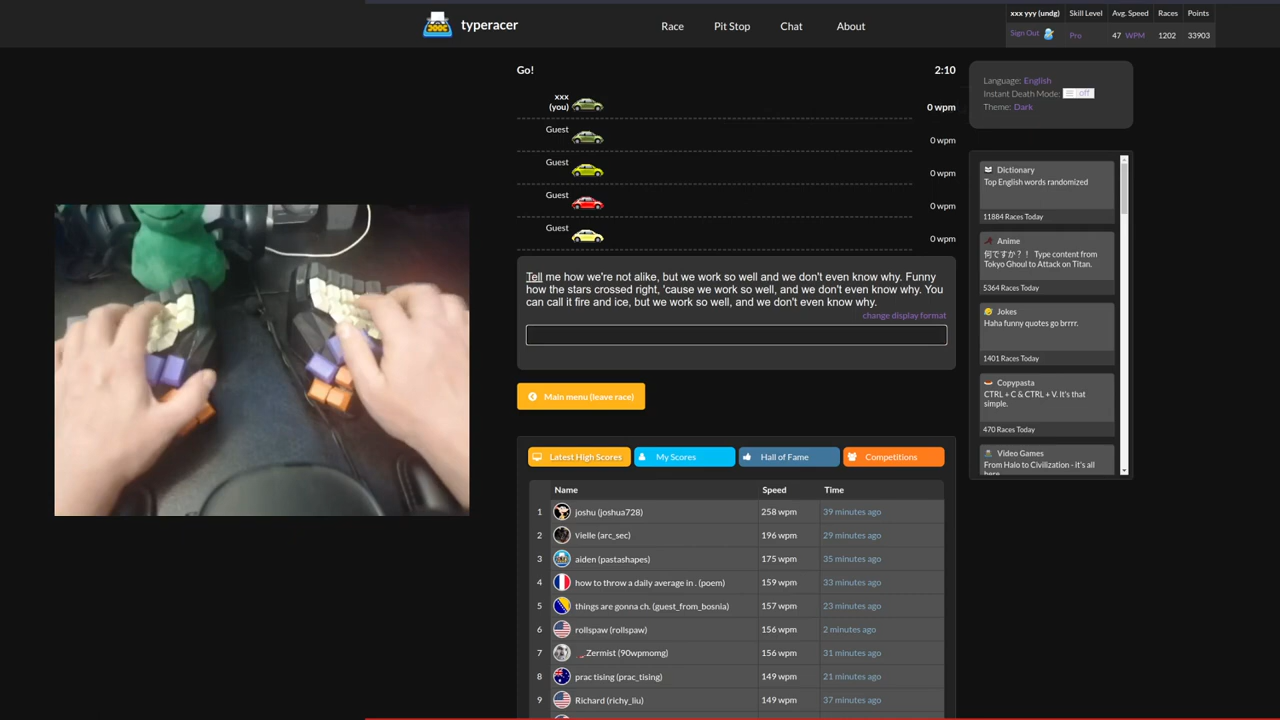 typeracer
Race
Pit Stop
Chat
About
xxx yyy (undg)
Skill Level
Avg. Speed
Races
Points
Sign Out
Pro
47 WPM
1202
33903
Go!
2:10
xxx
(you)
0 wpm
Guest
0 wpm
Guest
0 wpm
Guest
0 wpm
Guest
0 wpm
Tell me how we're not alike, but we work so well and we don't even know why. Funny
how the stars crossed right, 'cause we work so well, and we don't even know why. You
can call it fire and ice, but we work so well, and we don't even know why.
change display format
Main menu (leave race)
Language: English
Instant Death Mode: off
Theme: Dark
Dictionary
Top English words randomized
11884 Races Today
Anime
何ですか？！ Type content from
Tokyo Ghoul to Attack on Titan.
5364 Races Today
Jokes
Haha funny quotes go brrrr.
1401 Races Today
Copypasta
CTRL + C & CTRL + V. It's that
simple.
470 Races Today
Video Games
From Halo to Civilization - it's all
here
Latest High Scores
My Scores
Hall of Fame
Competitions
Name
Speed
Time
1 joshu (joshua728) 258 wpm 39 minutes ago
2 Vielle (arc_sec) 196 wpm 29 minutes ago
3 aiden (pastashapes) 175 wpm 35 minutes ago
4 how to throw a daily average in . (poem) 159 wpm 33 minutes ago
5 things are gonna ch. (guest_from_bosnia) 157 wpm 23 minutes ago
6 rollspaw (rollspaw) 156 wpm 2 minutes ago
7 Zermist (90wpmomg) 156 wpm 31 minutes ago
8 prac tising (prac_tising) 149 wpm 21 minutes ago
9 Richard (richy_liu) 149 wpm 37 minutes ago